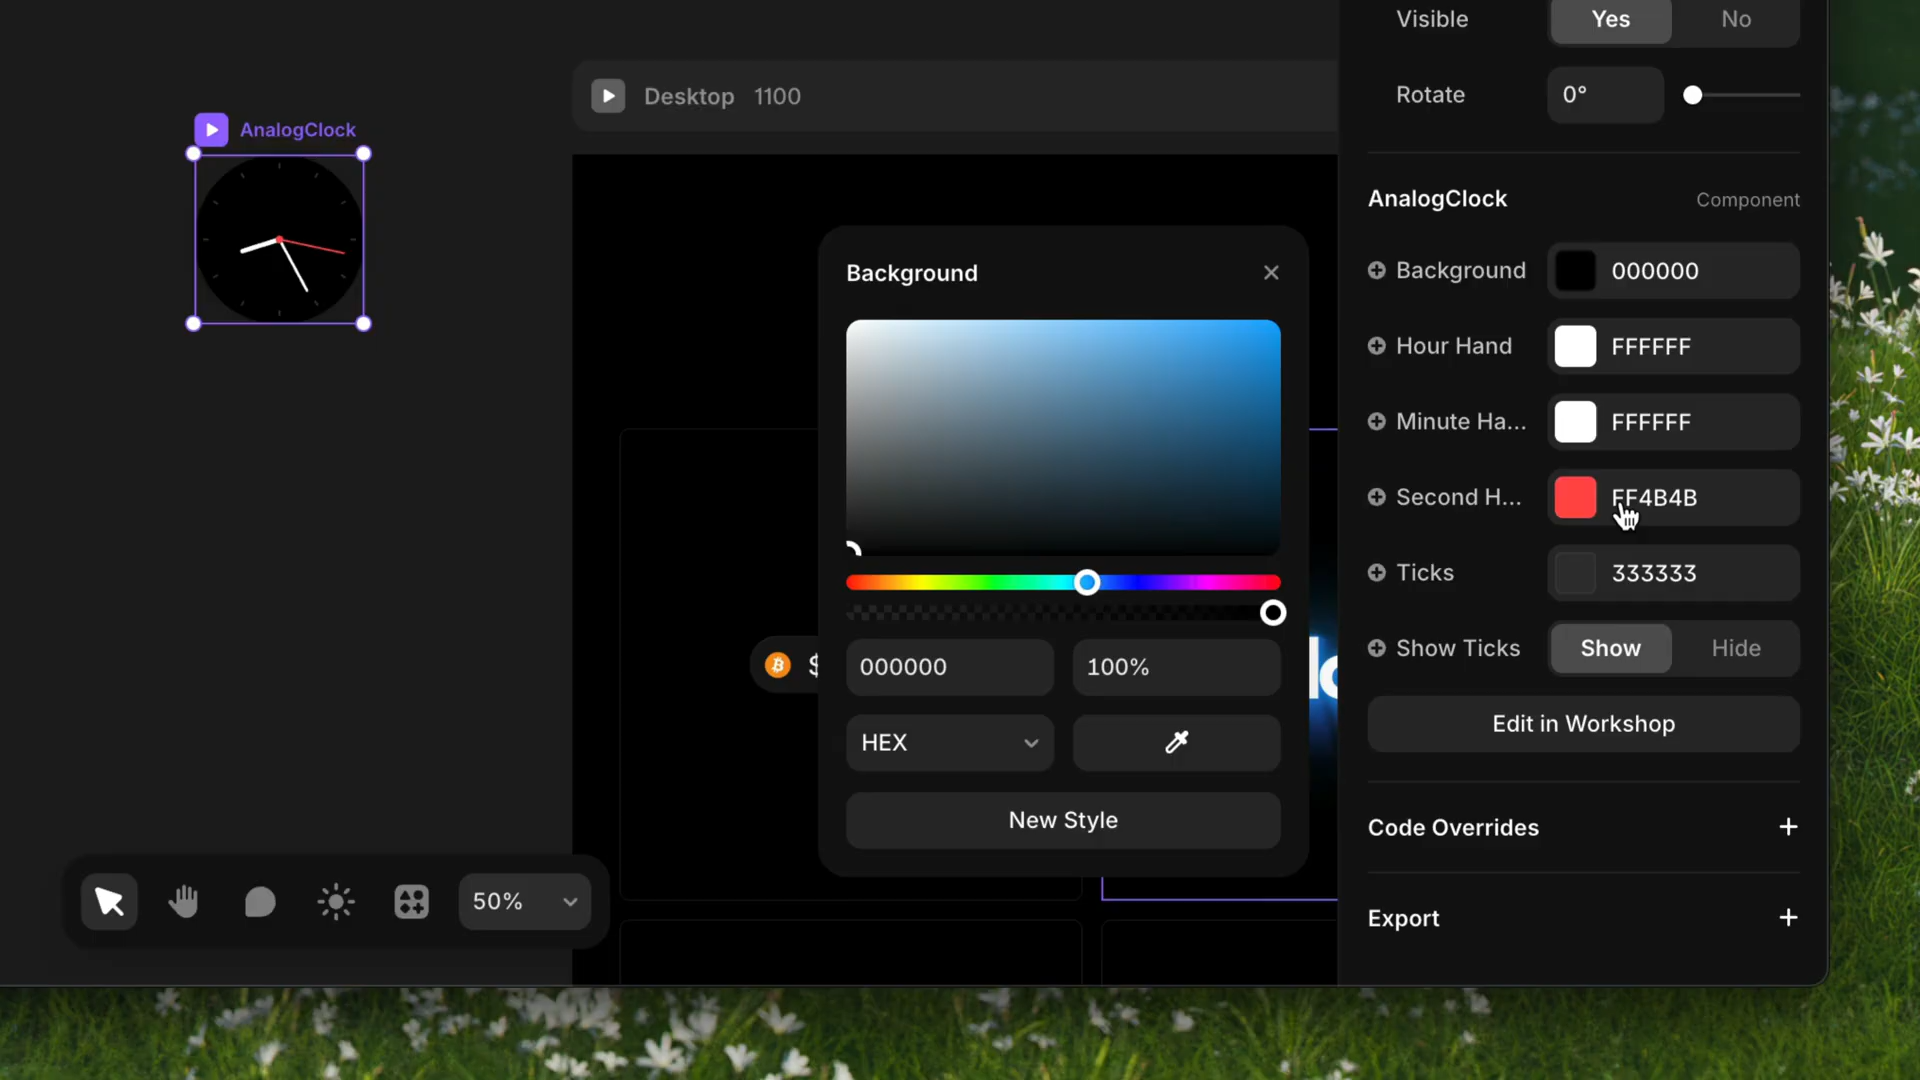 Visible
Yes
No
Desktop 1100
Rotate
0°
AnalogClock
AnalogClock
Component
Background
Background
000000
Hour Hand
FFFFFF
Minute Ha...
FFFFFF
Second H...
FF4B4B
Ticks
333333
Show Ticks
Show
Hide
$
000000
100%
HEX
Edit in Workshop
New Style
Code Overrides
50%
Export